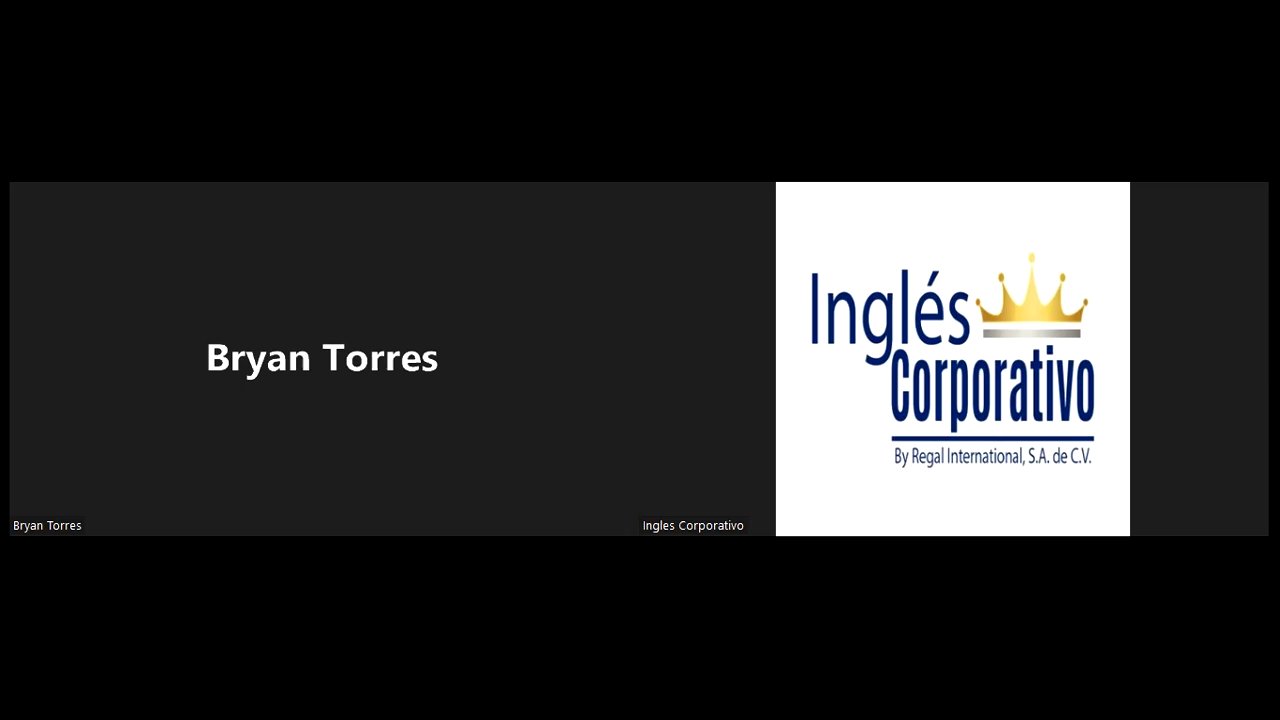 Bryan Torres
Bryan Torres
Ingles Corporativo
Inglés
Corporativo
By Regal International, S.A. de C.V.